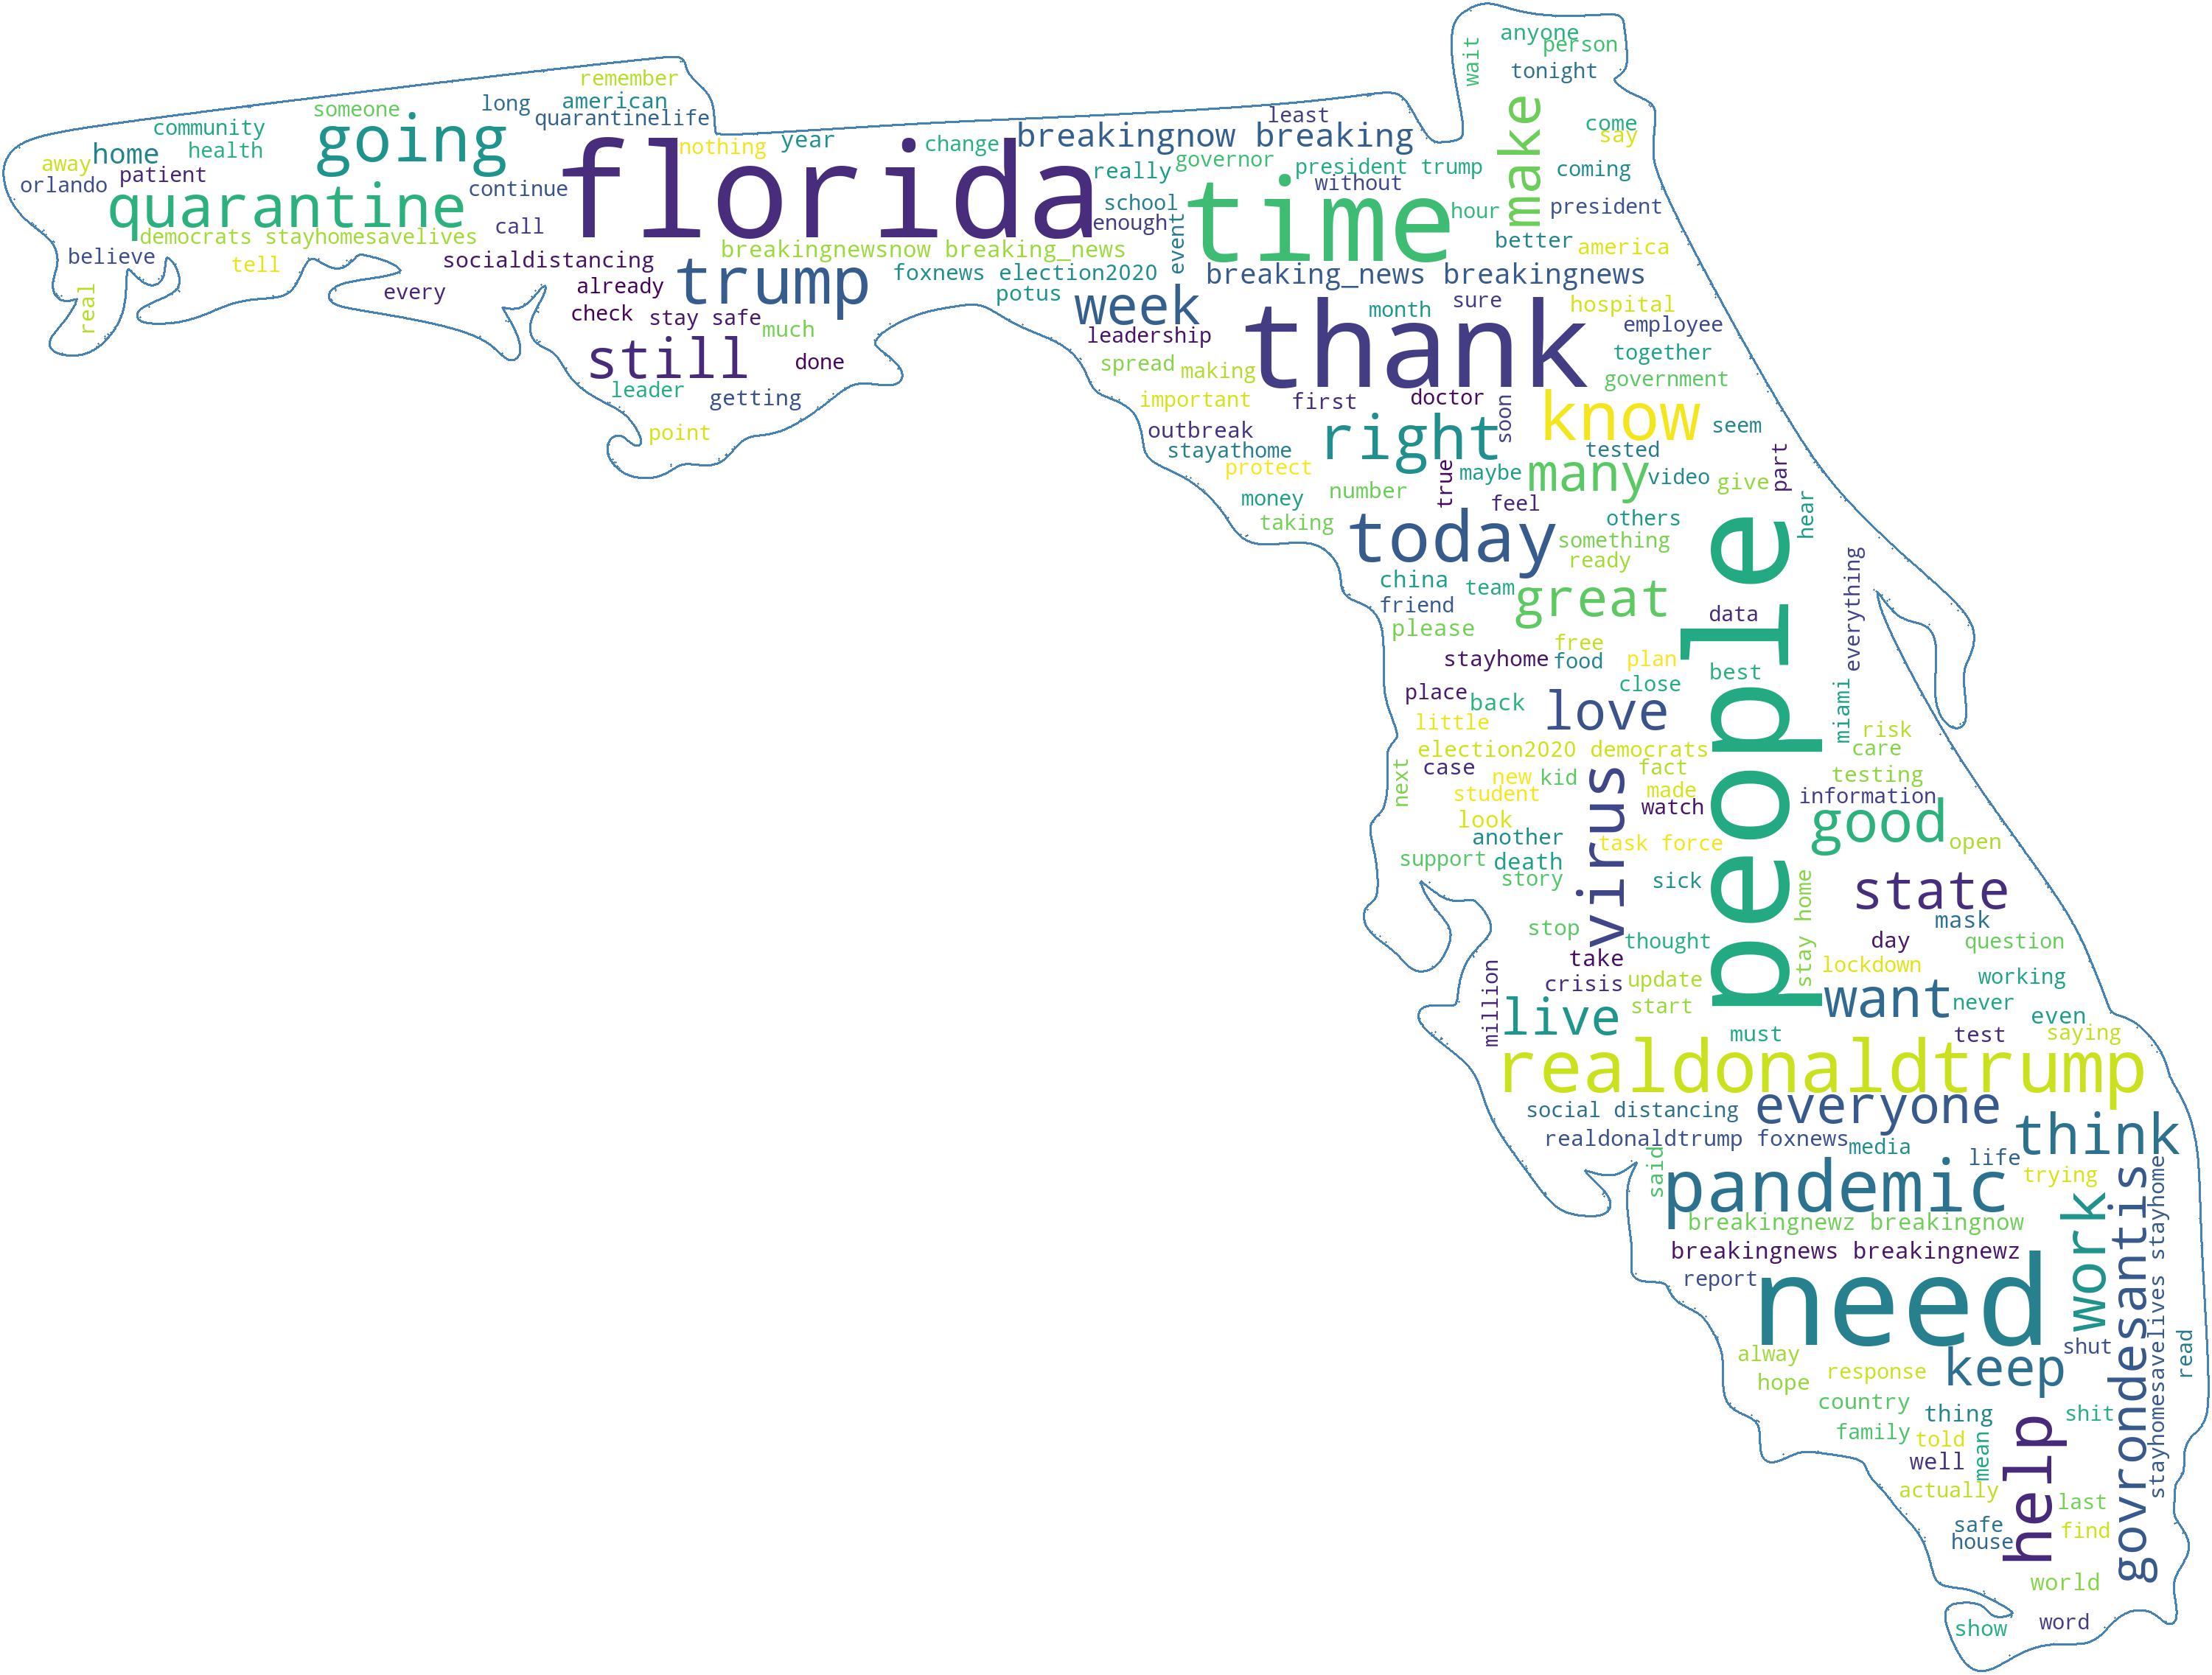 anyone
person
wait
tonight
remember
long
american
quarantinelife
someone
going
community
health
home
away
orlando
patient
quarantine
continue
call
democrats stayhomesavelives
believe
tell
real
every
socialdistancing
already
check
stay safe
much
still
done
leader
getting
point
florida
nothing
year
change
trump
breakingnewsnow breaking_news
foxnews election2020
potus
breakingnow breaking
least
really
governor
president trump
without
school
enough
event
time
hour
make
come
say
coming
president
better
america
breaking_news breakingnews
week
leadership
thank
month
sure
hospital
employee
together
government
spread
making
important
first
doctor
soon
know
seem
outbreak
stayathome
protect
right
tested
many
video
give
part
hear
money
number
true
maybe
feel
taking
today
others
something
ready
china
team
friend
great
please
people
data
everything
free
stayhome
food
plan
best
close
place
back
little
love
miami
risk
care
election2020 democrats
next
case
new
kid
fact
made
student
watch
testing
information
look
another
virus
task force
good
open
support
death
story
sick
state
stay home
mask
stop
thought
day
question
take
lockdown
crisis
update
working
million
live
start
want
never
even
must
test
saying
realdonaldtrump
social distancing
everyone
realdonaldtrump foxnews
media
think
said
life
trying
pandemic
breakingnewz breakingnow
work
govrondesantis
stayhomesavelives stayhome
breakingnews breakingnewz
report
need
shut
read
alway
response
keep
hope
country
thing
shit
family
told
mean
well
help
actually
last
safe
find
house
world
word
show